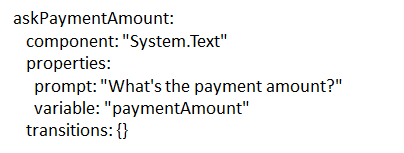 askPaymentAmount:
component: "System.Text"
properties:
prompt: "What's the payment amount?"
variable: "paymentAmount"
transitions: {}